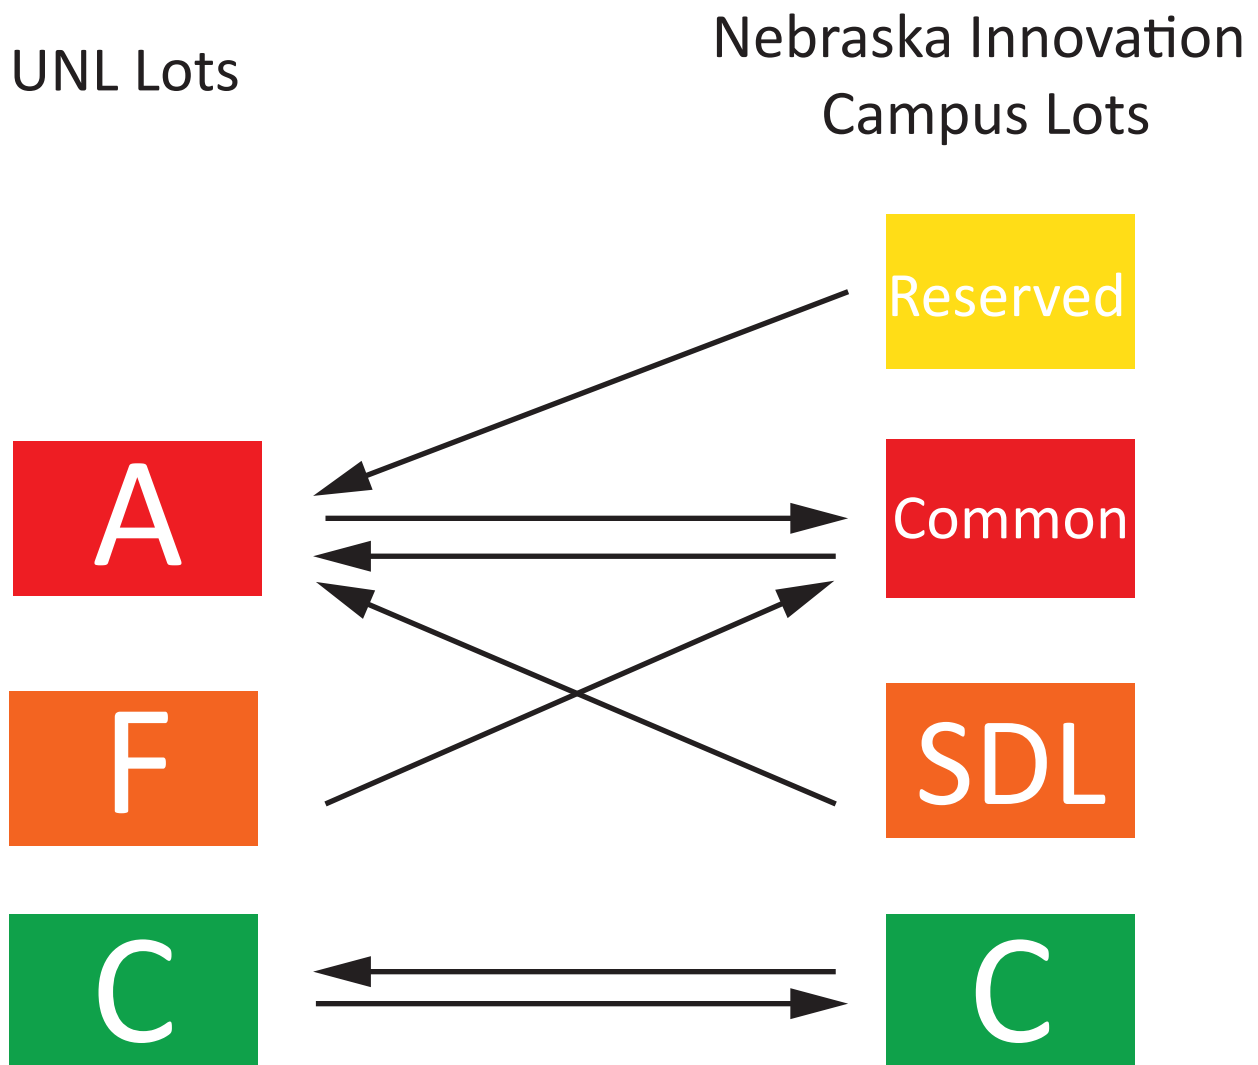 UNL Lots
Nebraska Innovation
Campus Lots
Reserved
A
Common
F
SDL
C
C